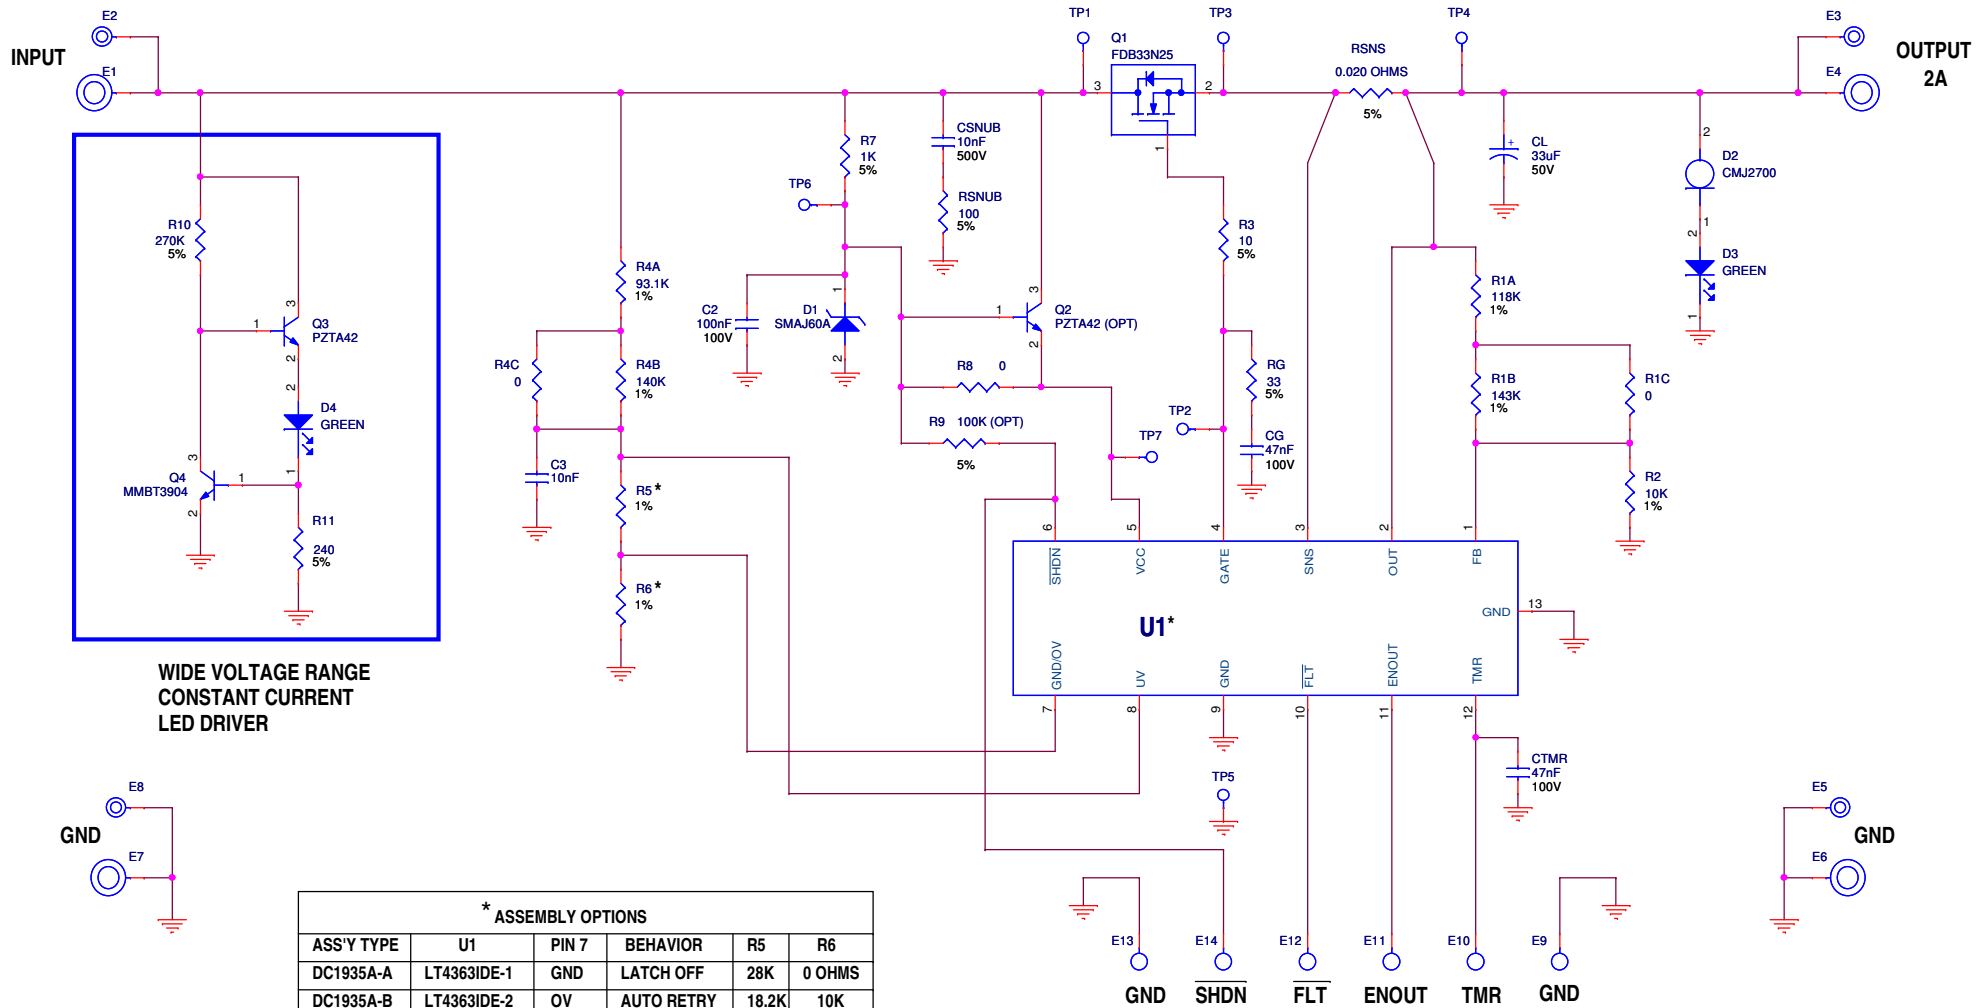 E2
INPUT
E1
TP1
Q1
FDB33N25
3
2
1
TP3
RSNS
0.020 OHMS
5%
TP4
E3
E4
OUTPUT
2A
R10
270K
5%
3
1
2
Q3
PZTA42
2
D4
GREEN
1
3
Q4
MMBT3904
1
2
R11
240
5%
WIDE VOLTAGE RANGE
CONSTANT CURRENT
LED DRIVER
R4A
93.1K
1%
R4C
0
R4B
140K
1%
C3
10nF
R5*
1%
R6*
1%
R7
1K
5%
TP6
CSNUB
10nF
500V
RSNUB
100
5%
C2
100nF
100V
D1
SMAJ60A
1
2
3
1
2
Q2
PZTA42 (OPT)
R8 0
R9 100K (OPT)
5%
TP7
TP2
R3
10
5%
RG
33
5%
CG
47nF
100V
CL
+
33uF
50V
2
D2
CMJ2700
1
2
D3
GREEN
1
R1A
118K
1%
R1B
143K
1%
R1C
0
R2
10K
1%
6
5
4
3
2
1
SHDN
VCC
GATE
SNS
OUT
FB
GND
13
U1*
GND/OV
UV
GND
FLT
ENOUT
TMR
7
8
9
10
11
12
TP5
CTMR
47nF
100V
E8
GND
E7
E5
GND
E6
* ASSEMBLY OPTIONS
ASS'Y TYPE U1 PIN 7 BEHAVIOR R5 R6
DC1935A-A LT4363IDE-1 GND LATCH OFF 28K 0 OHMS
DC1935A-B LT4363IDE-2 OV AUTO RETRY 18.2K 10K
E13
E14
E12
E11
E10
E9
GND
SHDN
FLT
ENOUT
TMR
GND